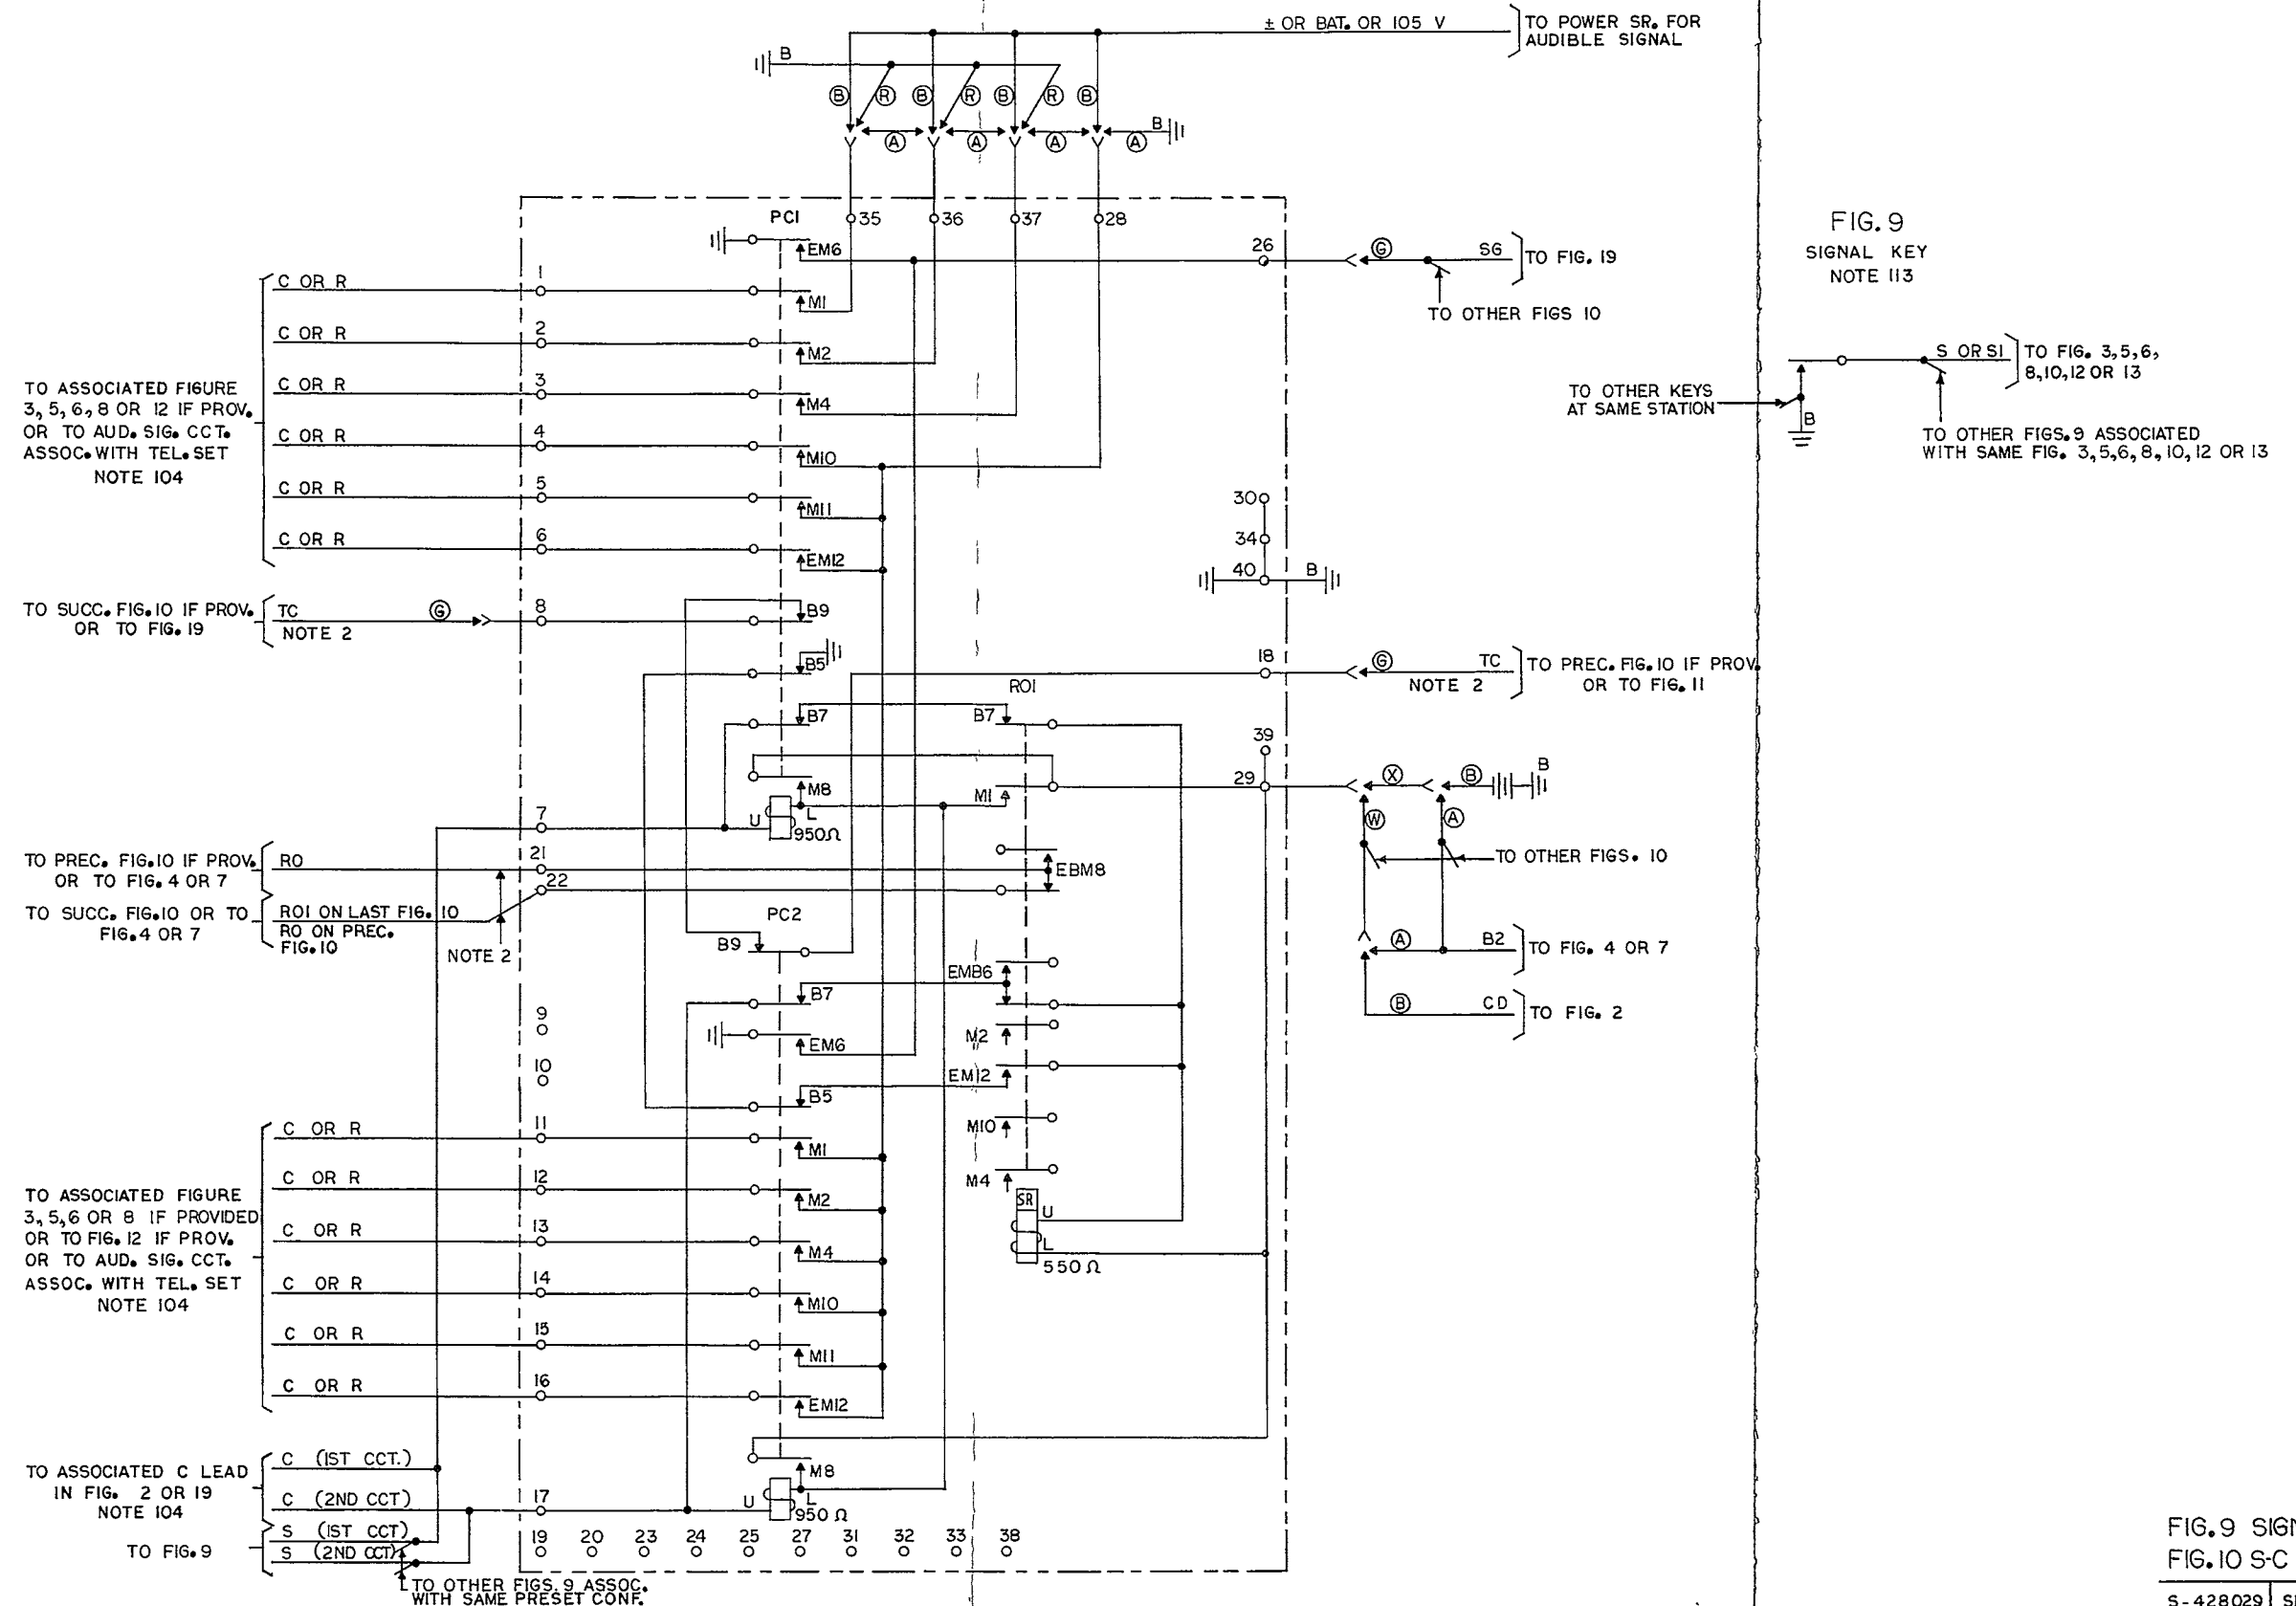 ± OR BAT. OR 105 V
TO POWER SR. FOR
AUDIBLE SIGNAL
B
B R B R B R B
A A A A
B
PC1
35 36 37 28
EM6
26 G SG
TO FIG. 19
TO OTHER FIGS 10
FIG. 9
SIGNAL KEY
NOTE 113
C OR R 1 M1
C OR R 2 M2
C OR R 3 M4
C OR R 4 M10
C OR R 5 M11
C OR R 6 EM12
TO ASSOCIATED FIGURE
3, 5, 6, 8 OR 12 IF PROV.
OR TO AUD. SIG. CCT.
ASSOC. WITH TEL. SET
NOTE 104
S OR S1
TO FIG. 3,5,6,
8,10,12 OR 13
TO OTHER KEYS
AT SAME STATION
B
TO OTHER FIGS. 9 ASSOCIATED
WITH SAME FIG. 3,5,6,8,10,12 OR 13
30
34
40 B
TO SUCC. FIG.10 IF PROV.
OR TO FIG. 19
TC G 8 B9
NOTE 2
B5
18 G TC
NOTE 2
TO PREC. FIG.10 IF PROV.
OR TO FIG. 11
RO1
B7 B7
39
M8 M1
29 X B B
7 U L
950Ω
W A
TO PREC. FIG.10 IF PROV.
OR TO FIG. 4 OR 7
RO 21
EBM8
TO OTHER FIGS. 10
22
TO SUCC. FIG.10 OR TO
FIG.4 OR 7
RO1 ON LAST FIG. 10
RO ON PREC.
FIG.10
NOTE 2
PC2
B9
A B2
TO FIG. 4 OR 7
EMB6
B7
B CD
TO FIG. 2
9
M2
EM6
10
EM12
B5
M10
M4
C OR R 11 M1
C OR R 12 M2
C OR R 13 M4
C OR R 14 M10
C OR R 15 M11
C OR R 16 EM12
TO ASSOCIATED FIGURE
3,5,6 OR 8 IF PROVIDED
OR TO FIG. 12 IF PROV.
OR TO AUD. SIG. CCT.
ASSOC. WITH TEL. SET
NOTE 104
SR
U
L
550 Ω
TO ASSOCIATED C LEAD
IN FIG. 2 OR 19
NOTE 104
C (1ST CCT.)
C (2ND CCT) 17
M8
U L
950 Ω
TO FIG.9
S (1ST CCT)
S (2ND CCT)
19 20 23 24 25 27 31 32 33 38
TO OTHER FIGS. 9 ASSOC.
WITH SAME PRESET CONF.
FIG.9 SIGN
FIG.10 S-C
S-428029